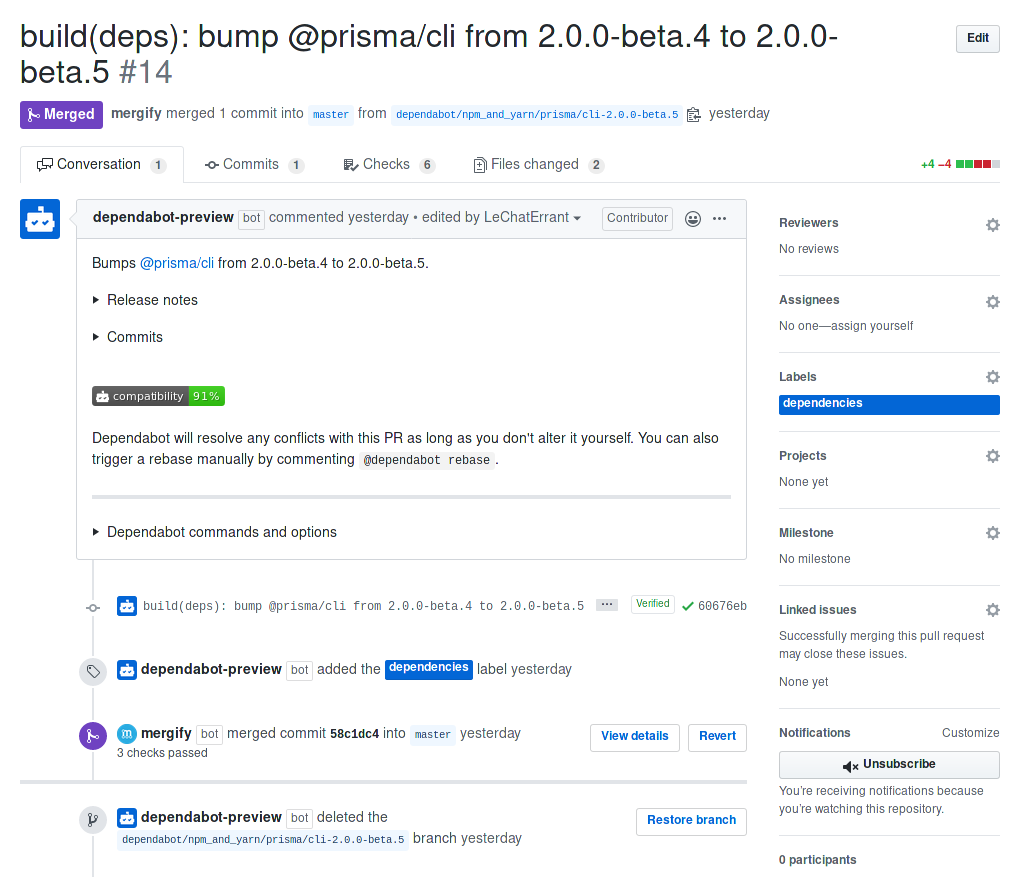 build(deps): bump @prisma/cli from 2.0.0-beta.4 to 2.0.0-
beta.5 #14
Edit
Merged mergify merged 1 commit into master from dependabot/npm_and_yarn/prisma/cli-2.0.0-beta.5 yesterday
Conversation 1 Commits 1 Checks 6 Files changed 2 +4 −4
dependabot-preview bot commented yesterday • edited by LeChatErrant Contributor
Bumps @prisma/cli from 2.0.0-beta.4 to 2.0.0-beta.5.
Release notes
Commits
compatibility 91%
Dependabot will resolve any conflicts with this PR as long as you don't alter it yourself. You can also
trigger a rebase manually by commenting @dependabot rebase .
Dependabot commands and options
build(deps): bump @prisma/cli from 2.0.0-beta.4 to 2.0.0-beta.5 ... Verified 60676eb
dependabot-preview bot added the dependencies label yesterday
mergify bot merged commit 58c1dc4 into master yesterday
3 checks passed
View details Revert
dependabot-preview bot deleted the
dependabot/npm_and_yarn/prisma/cli-2.0.0-beta.5 branch yesterday
Restore branch
Reviewers
No reviews
Assignees
No one—assign yourself
Labels
dependencies
Projects
None yet
Milestone
No milestone
Linked issues
Successfully merging this pull request
may close these issues.
None yet
Notifications Customize
Unsubscribe
You're receiving notifications because
you're watching this repository.
0 participants